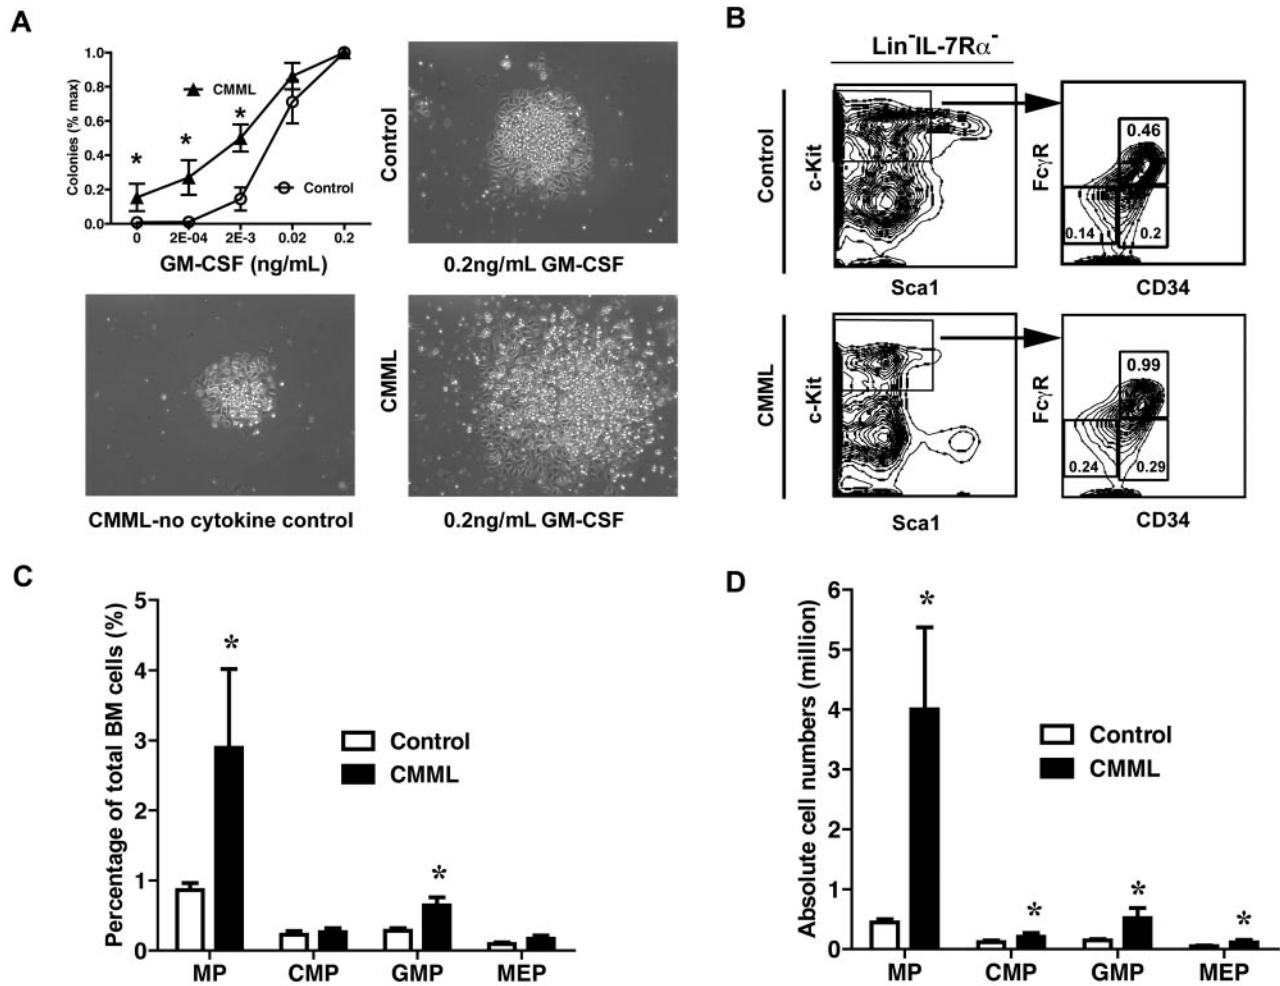 A
Colonies (% max)
1.0
0.8
0.6
0.4
0.2
0.0
CMML
*
*
*
Control
0
2E-04
2E-3
0.02
0.2
GM-CSF (ng/mL)
Control
0.2ng/mL GM-CSF
CMML-no cytokine control
CMML
0.2ng/mL GM-CSF
B
Lin⁻IL-7Rα⁻
Control
c-Kit
Sca1
FcγR
0.46
0.14
0.2
CD34
CMML
c-Kit
Sca1
FcγR
0.99
0.24
0.29
CD34
C
Percentage of total BM cells (%)
5
4
3
2
1
0
*
*
Control
CMML
MP
CMP
GMP
MEP
D
Absolute cell numbers (million)
6
5
4
3
2
1
0
*
*
*
*
Control
CMML
MP
CMP
GMP
MEP